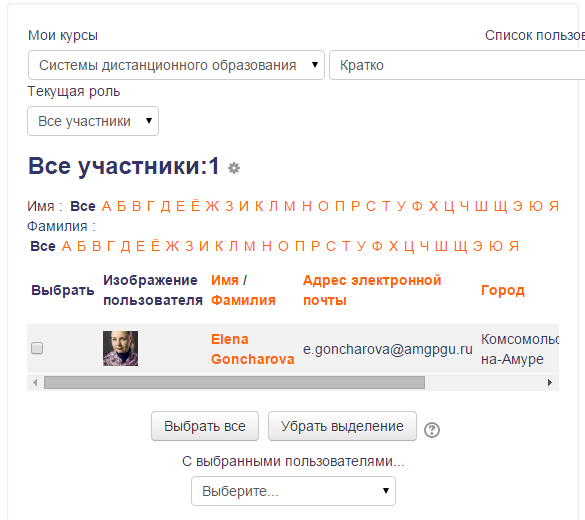 Мои курсы Список пользов
Системы дистанционного образования Кратко
Текущая роль
Все участники
Все участники:1
Имя : Все А Б В Г Д Е Ё Ж З И К Л М Н О П Р С Т У Ф Х Ц Ч Ш Щ Э Ю Я
Фамилия :
Все А Б В Г Д Е Ё Ж З И К Л М Н О П Р С Т У Ф Х Ц Ч Ш Щ Э Ю Я
Выбрать Изображение пользователя Имя / Фамилия Адрес электронной почты Город
Elena Goncharova e.goncharova@amgpgu.ru Комсомольс на-Амуре
Выбрать все Убрать выделение ?
С выбранными пользователями...
Выберите...